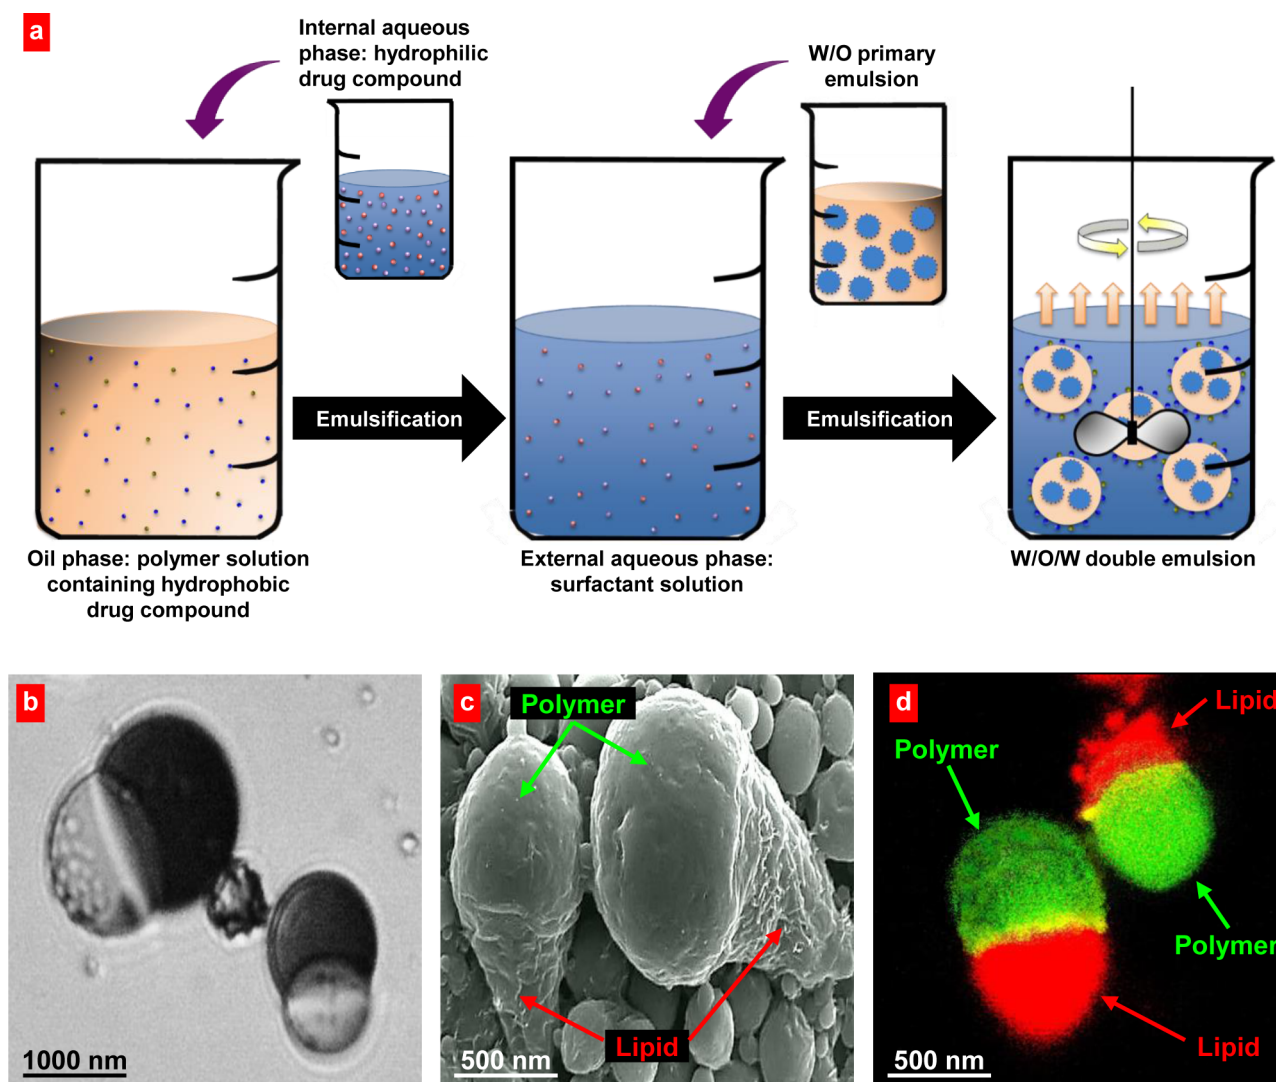 a
Internal aqueous
phase: hydrophilic
drug compound
W/O primary
emulsion
Emulsification
Emulsification
Oil phase: polymer solution
containing hydrophobic
drug compound
External aqueous phase:
surfactant solution
W/O/W double emulsion
b
1000 nm
c
Polymer
Lipid
500 nm
d
Lipid
Polymer
Polymer
Lipid
500 nm